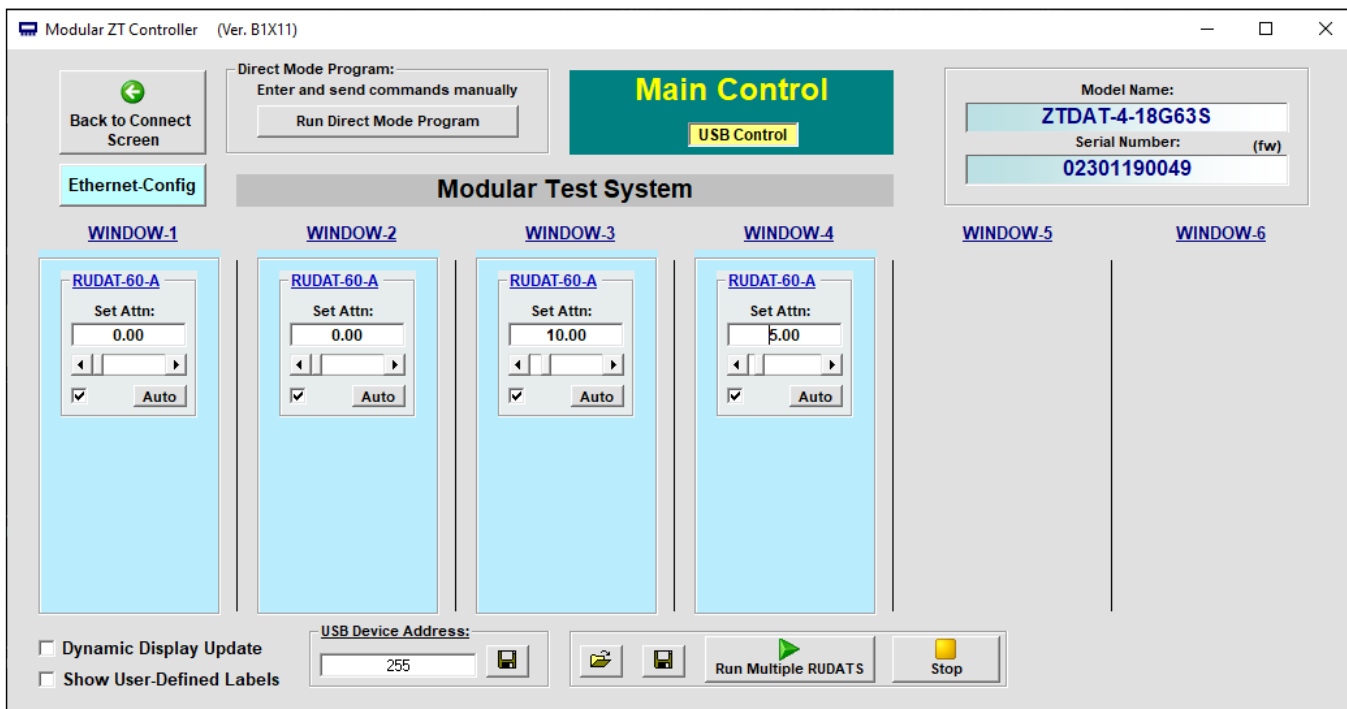 Modular ZT Controller (Ver. B1X11)
Back to Connect
Screen
Direct Mode Program:
Enter and send commands manually
Run Direct Mode Program
Main Control
USB Control
Model Name:
ZTDAT-4-18G63S
Serial Number: (fw)
02301190049
Ethernet-Config
Modular Test System
WINDOW-1 WINDOW-2 WINDOW-3 WINDOW-4 WINDOW-5 WINDOW-6
RUDAT-60-A RUDAT-60-A RUDAT-60-A RUDAT-60-A
Set Attn: Set Attn: Set Attn: Set Attn:
0.00 0.00 10.00 5.00
Auto Auto Auto Auto
Dynamic Display Update
Show User-Defined Labels
USB Device Address:
255
Run Multiple RUDATS
Stop